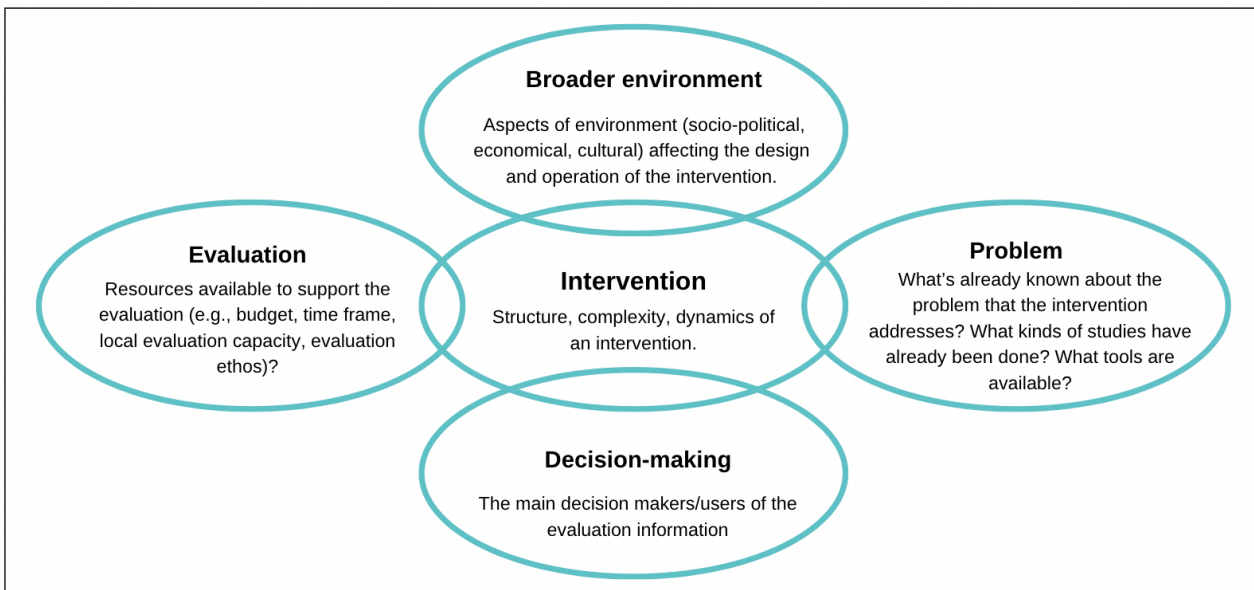 Broader environment
Aspects of environment (socio-political,
economical, cultural) affecting the design
and operation of the intervention.
Evaluation
Resources available to support the
evaluation (e.g., budget, time frame,
local evaluation capacity, evaluation
ethos)?
Intervention
Structure, complexity, dynamics of
an intervention.
Problem
What’s already known about the
problem that the intervention
addresses? What kinds of studies have
already been done? What tools are
available?
Decision-making
The main decision makers/users of the
evaluation information